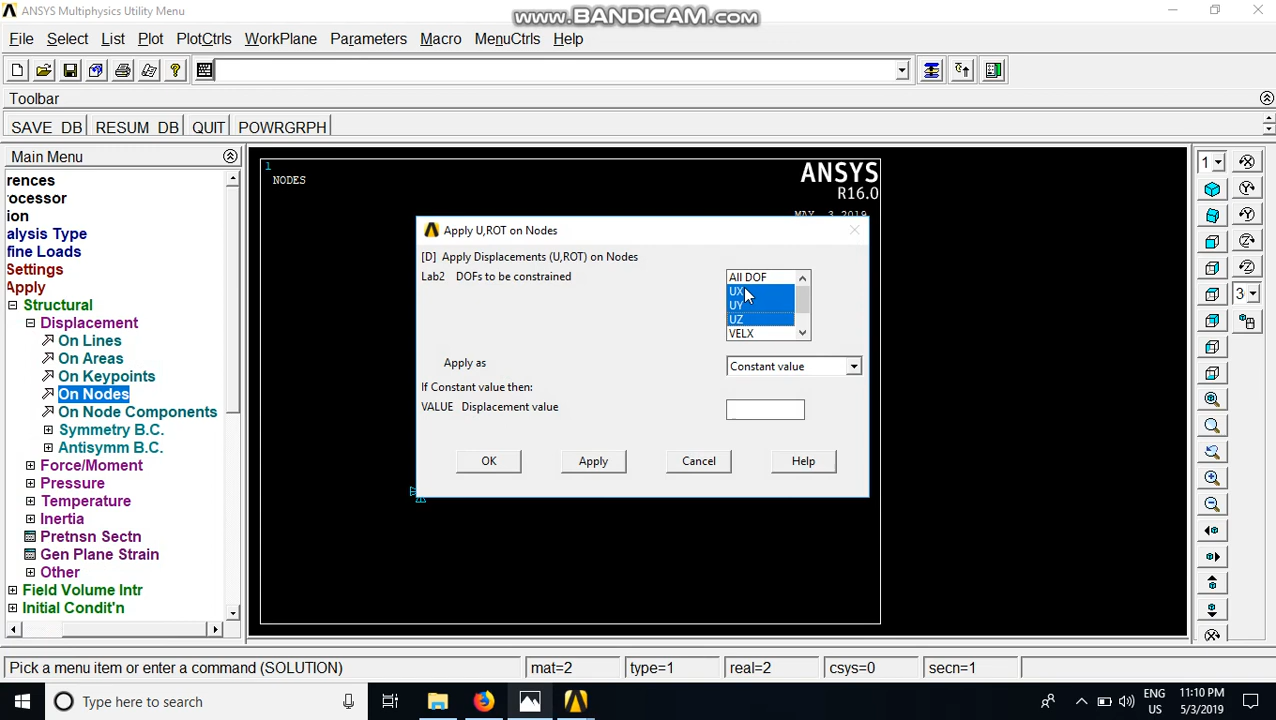 ANSYS Multiphysics Utility Menu
www.BANDICAM.com
File Select List Plot PlotCtrls WorkPlane Parameters Macro MenuCtrls Help
Toolbar
SAVE_DB RESUM_DB QUIT POWRGRPH
Main Menu
rences
rocessor
ion
alysis Type
fine Loads
Settings
Apply
Structural
Displacement
On Lines
On Areas
On Keypoints
On Nodes
On Node Components
Symmetry B.C.
Antisymm B.C.
Force/Moment
Pressure
Temperature
Inertia
Pretnsn Sectn
Gen Plane Strain
Other
Field Volume Intr
Initial Condit'n
1
NODES
ANSYS
R16.0
MAY 3 2019
Apply U,ROT on Nodes
[D] Apply Displacements (U,ROT) on Nodes
Lab2 DOFs to be constrained
All DOF
UX
UY
UZ
VELX
Apply as
Constant value
If Constant value then:
VALUE Displacement value
OK Apply Cancel Help
1
3
Pick a menu item or enter a command (SOLUTION)
mat=2 type=1 real=2 csys=0 secn=1
Type here to search
ENG
US
11:10 PM
5/3/2019